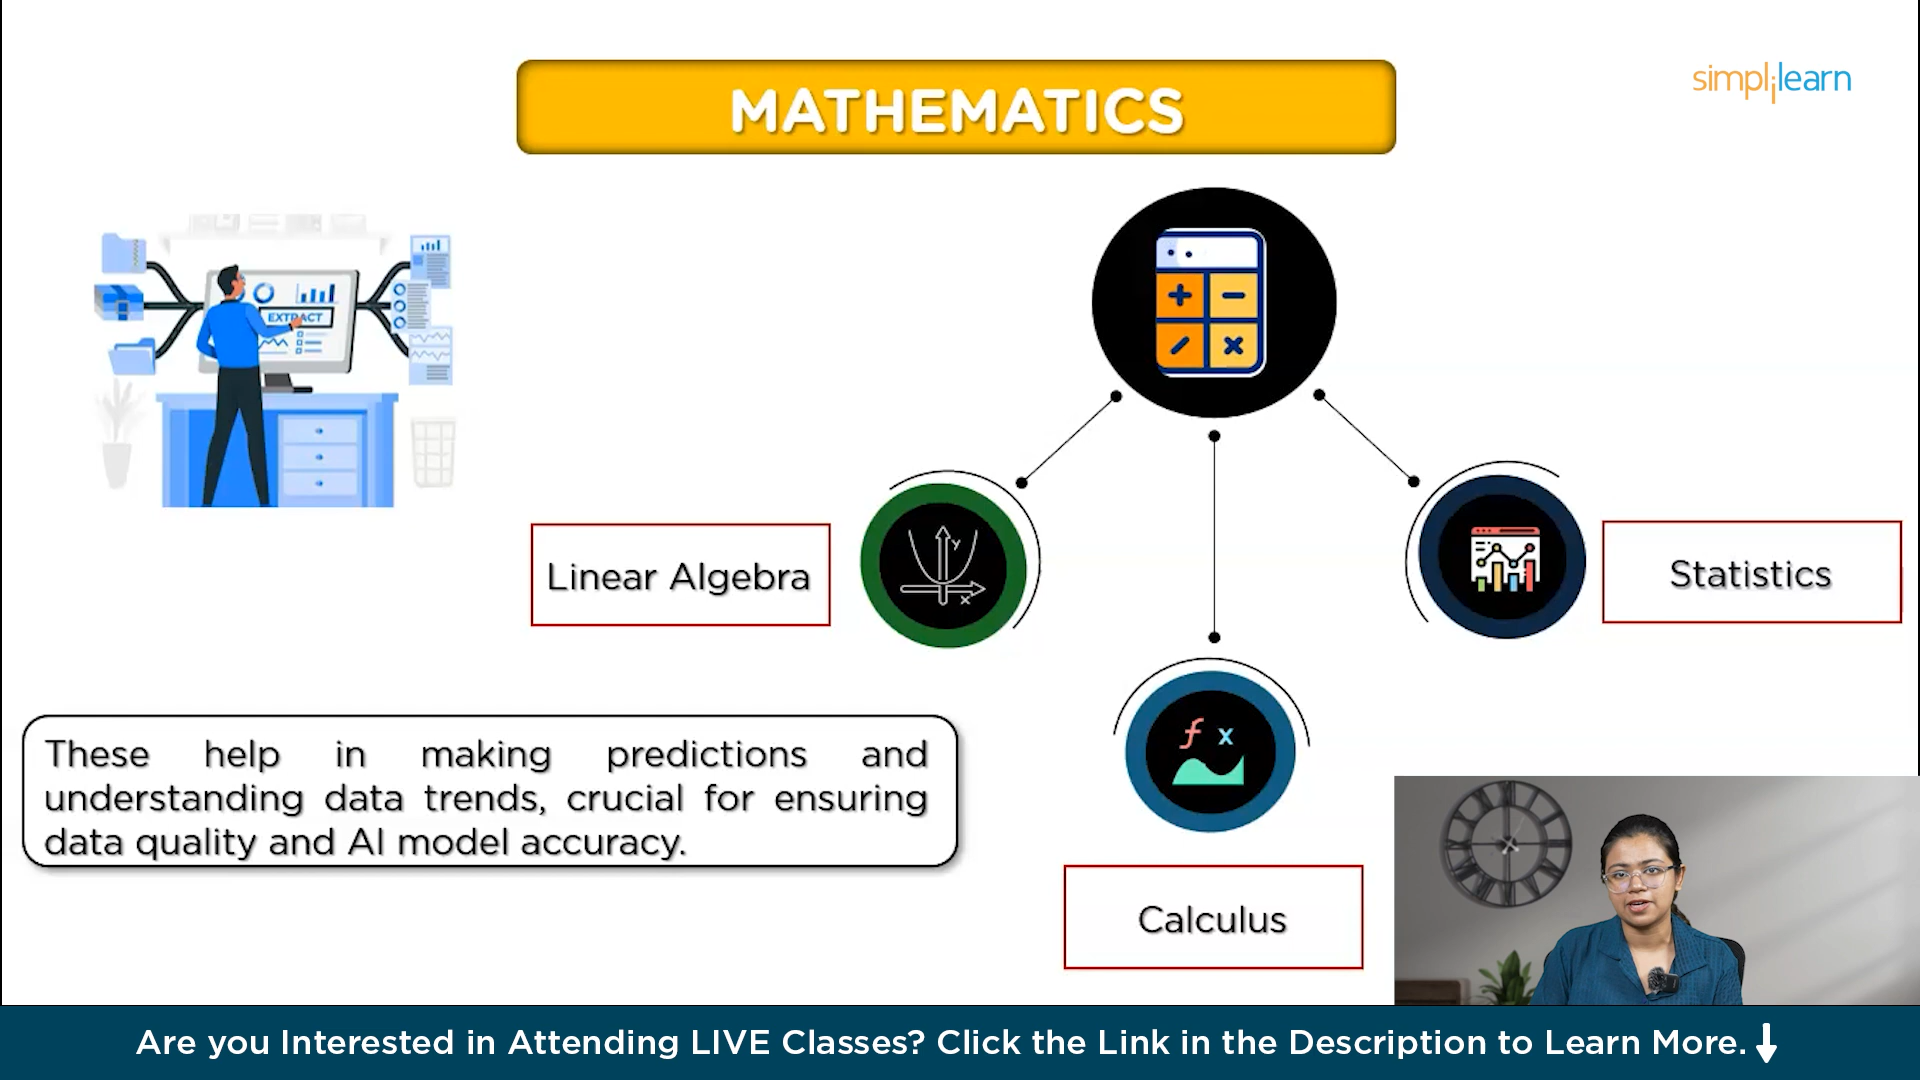 MATHEMATICS
simplilearn
EXTRACT
y
x
Linear Algebra
Statistics
f x
These help in making predictions and
understanding data trends, crucial for ensuring
data quality and AI model accuracy.
Calculus
Are you Interested in Attending LIVE Classes? Click the Link in the Description to Learn More.